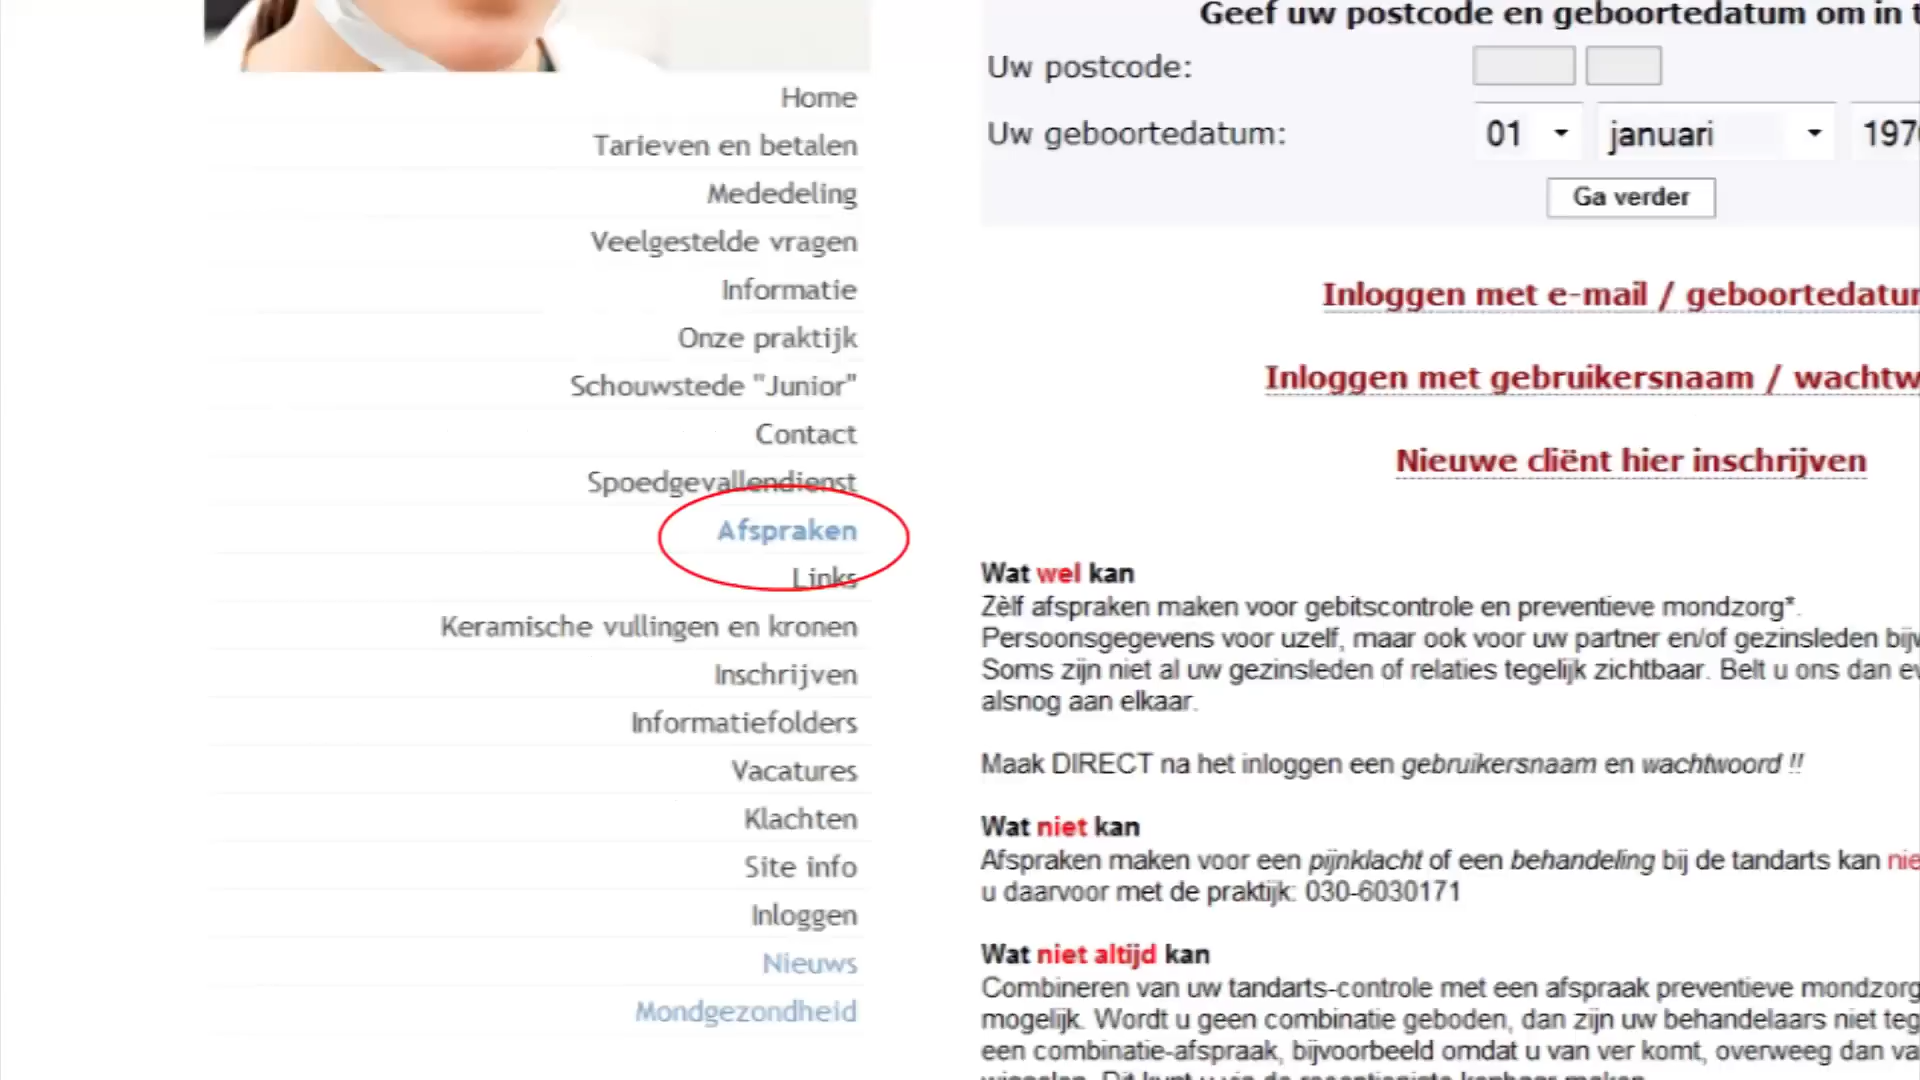 Home
Tarieven en betalen
Mededeling
Veelgestelde vragen
Informatie
Onze praktijk
Schouwstede "Junior"
Contact
Spoedgevallendienst
Afspraken
Links
Keramische vullingen en kronen
Inschrijven
Informatiefolders
Vacatures
Klachten
Site info
Inloggen
Nieuws
Mondgezondheid
Geef uw postcode en geboortedatum om in
Uw postcode:
Uw geboortedatum: 01 januari
Ga verder
Inloggen met e-mail /
Inloggen met gebruikersnaam /
Nieuwe cliënt hier inschrijven
Wat wel kan
Zèlf afspraken maken voor gebitscontrole en preventieve mondzorg*.
Persoonsgegevens voor uzelf, maar ook voor uw partner en/of gezinsleden
Soms zijn niet al uw gezinsleden of relaties tegelijk zichtbaar. Belt u ons dan
alsnog aan elkaar.
Maak DIRECT na het inloggen een gebruikersnaam en wachtwoord !!
Wat niet kan
Afspraken maken voor een pijnklacht of een behandeling bij de tandarts kan
u daarvoor met de praktijk: 030-6030171
Wat niet altijd kan
Combineren van uw tandarts-controle met een afspraak preventieve mondzorg
mogelijk. Wordt u geen combinatie geboden, dan zijn uw behandelaars niet
een combinatie-afspraak, bijvoorbeeld omdat u van ver komt, overweeg dan